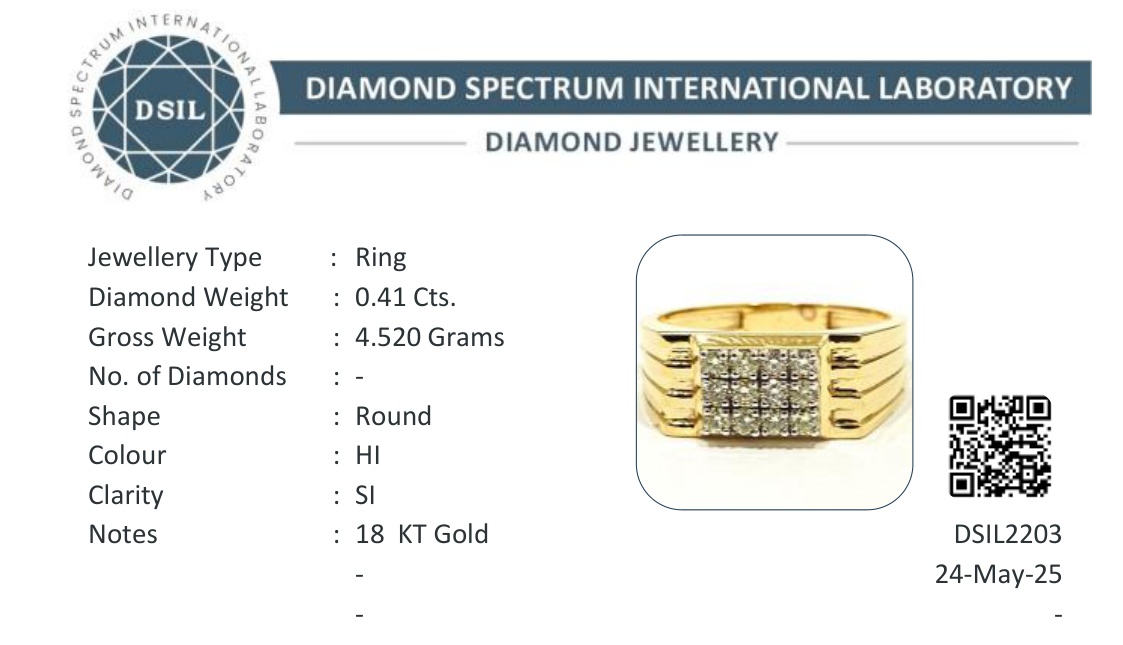 DIAMOND SPECTRUM INTERNATIONAL LABORATORY
DSIL
DIAMOND SPECTRUM INTERNATIONAL LABORATORY
DIAMOND JEWELLERY
Jewellery Type : Ring
Diamond Weight : 0.41 Cts.
Gross Weight : 4.520 Grams
No. of Diamonds : -
Shape : Round
Colour : HI
Clarity : SI
Notes : 18 KT Gold
-
-
DSIL2203
24-May-25
-